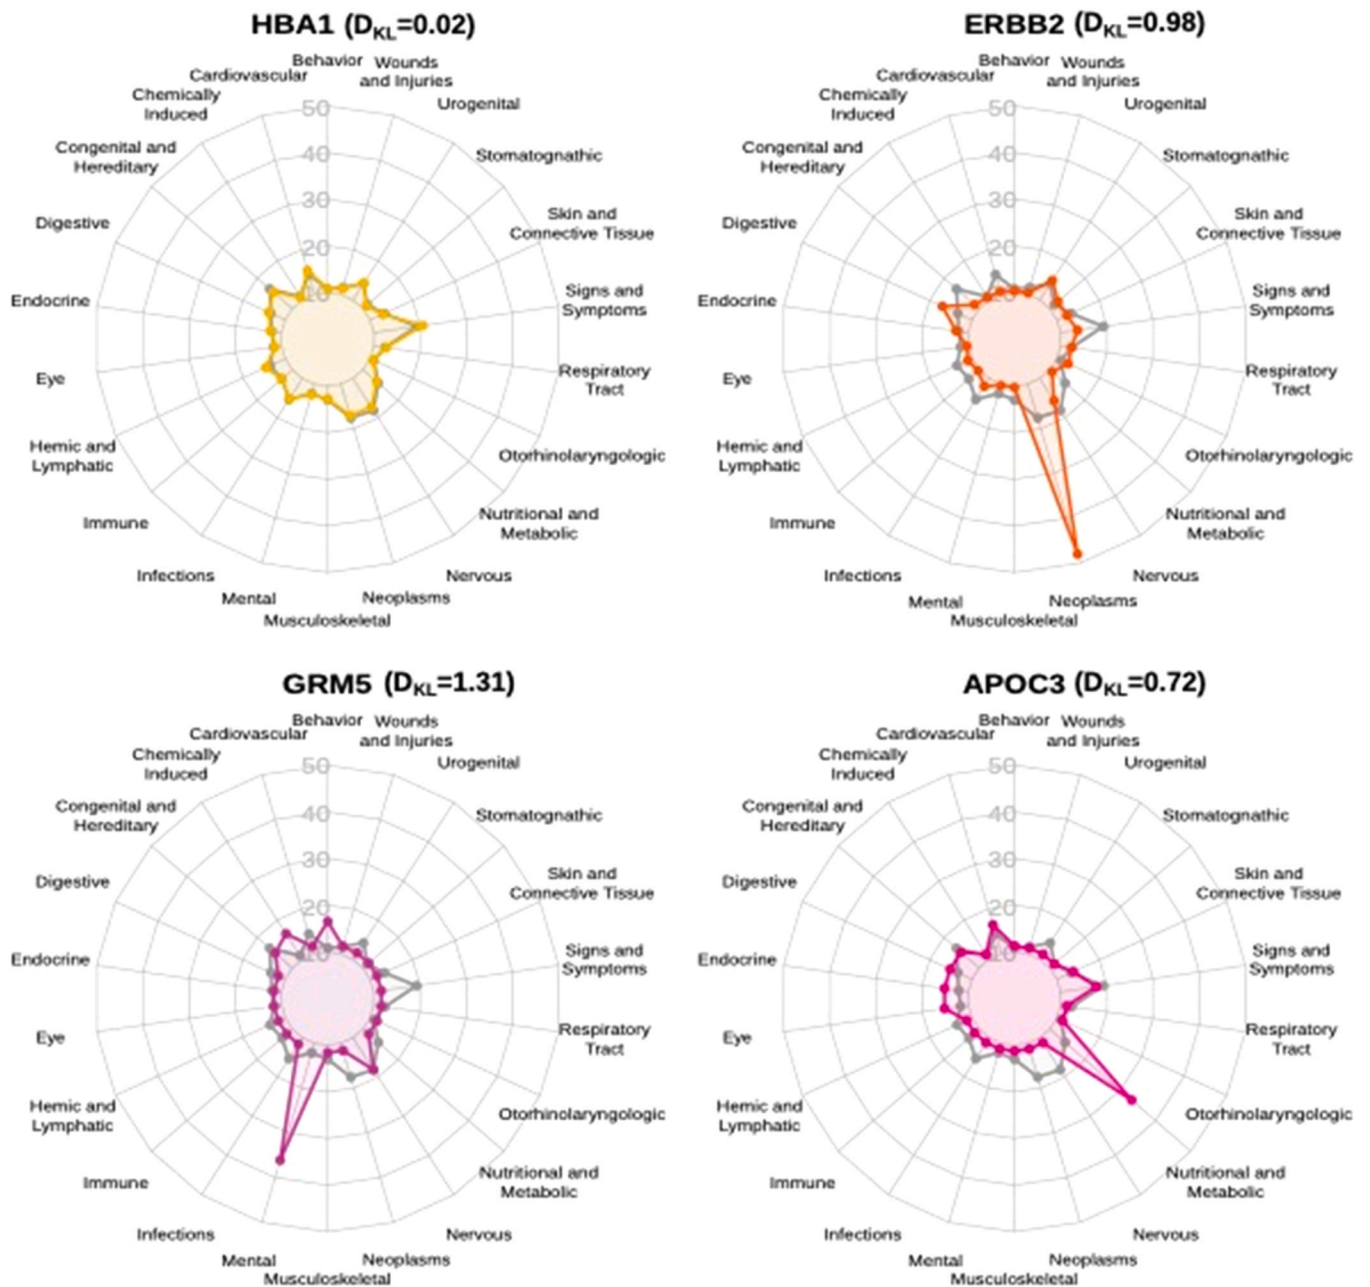 HBA1 (DKL=0.02)
Behavior
Wounds
and Injuries
Urogenital
Stomatognathic
Skin and
Connective Tissue
Signs and
Symptoms
Respiratory
Tract
Otorhinolaryngologic
Nutritional and
Metabolic
Nervous
Neoplasms
Musculoskeletal
Mental
Infections
Immune
Hemic and
Lymphatic
Eye
Endocrine
Digestive
Congenital and
Hereditary
Chemically
Induced
Cardiovascular
50
40
30
20
10
ERBB2 (DKL=0.98)
Behavior
Wounds
and Injuries
Urogenital
Stomatognathic
Skin and
Connective Tissue
Signs and
Symptoms
Respiratory
Tract
Otorhinolaryngologic
Nutritional and
Metabolic
Nervous
Neoplasms
Musculoskeletal
Mental
Infections
Immune
Hemic and
Lymphatic
Eye
Endocrine
Digestive
Congenital and
Hereditary
Chemically
Induced
Cardiovascular
50
40
30
20
10
GRM5 (DKL=1.31)
Behavior
Wounds
and Injuries
Urogenital
Stomatognathic
Skin and
Connective Tissue
Signs and
Symptoms
Respiratory
Tract
Otorhinolaryngologic
Nutritional and
Metabolic
Nervous
Neoplasms
Musculoskeletal
Mental
Infections
Immune
Hemic and
Lymphatic
Eye
Endocrine
Digestive
Congenital and
Hereditary
Chemically
Induced
Cardiovascular
50
40
30
20
10
APOC3 (DKL=0.72)
Behavior
Wounds
and Injuries
Urogenital
Stomatognathic
Skin and
Connective Tissue
Signs and
Symptoms
Respiratory
Tract
Otorhinolaryngologic
Nutritional and
Metabolic
Nervous
Neoplasms
Musculoskeletal
Mental
Infections
Immune
Hemic and
Lymphatic
Eye
Endocrine
Digestive
Congenital and
Hereditary
Chemically
Induced
Cardiovascular
50
40
30
20
10